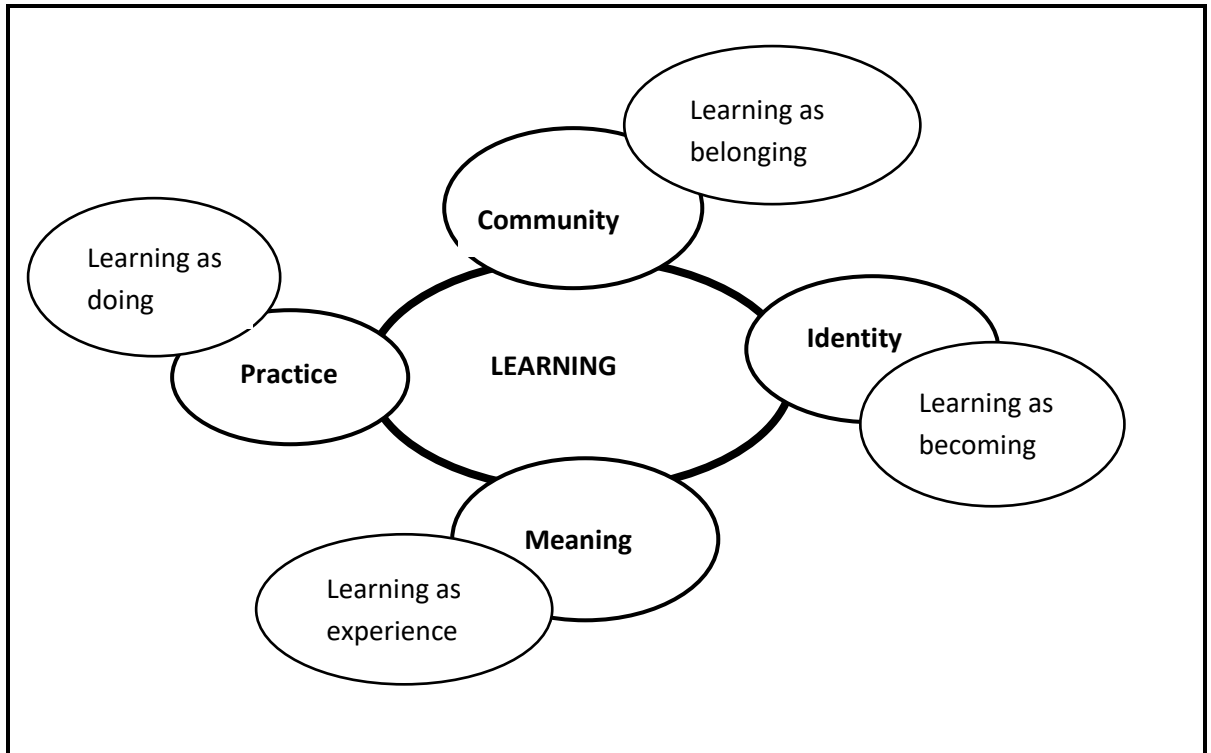 Learning as
belonging
Community
Learning as
doing
Identity
LEARNING
Practice
Learning as
becoming
Meaning
Learning as
experience